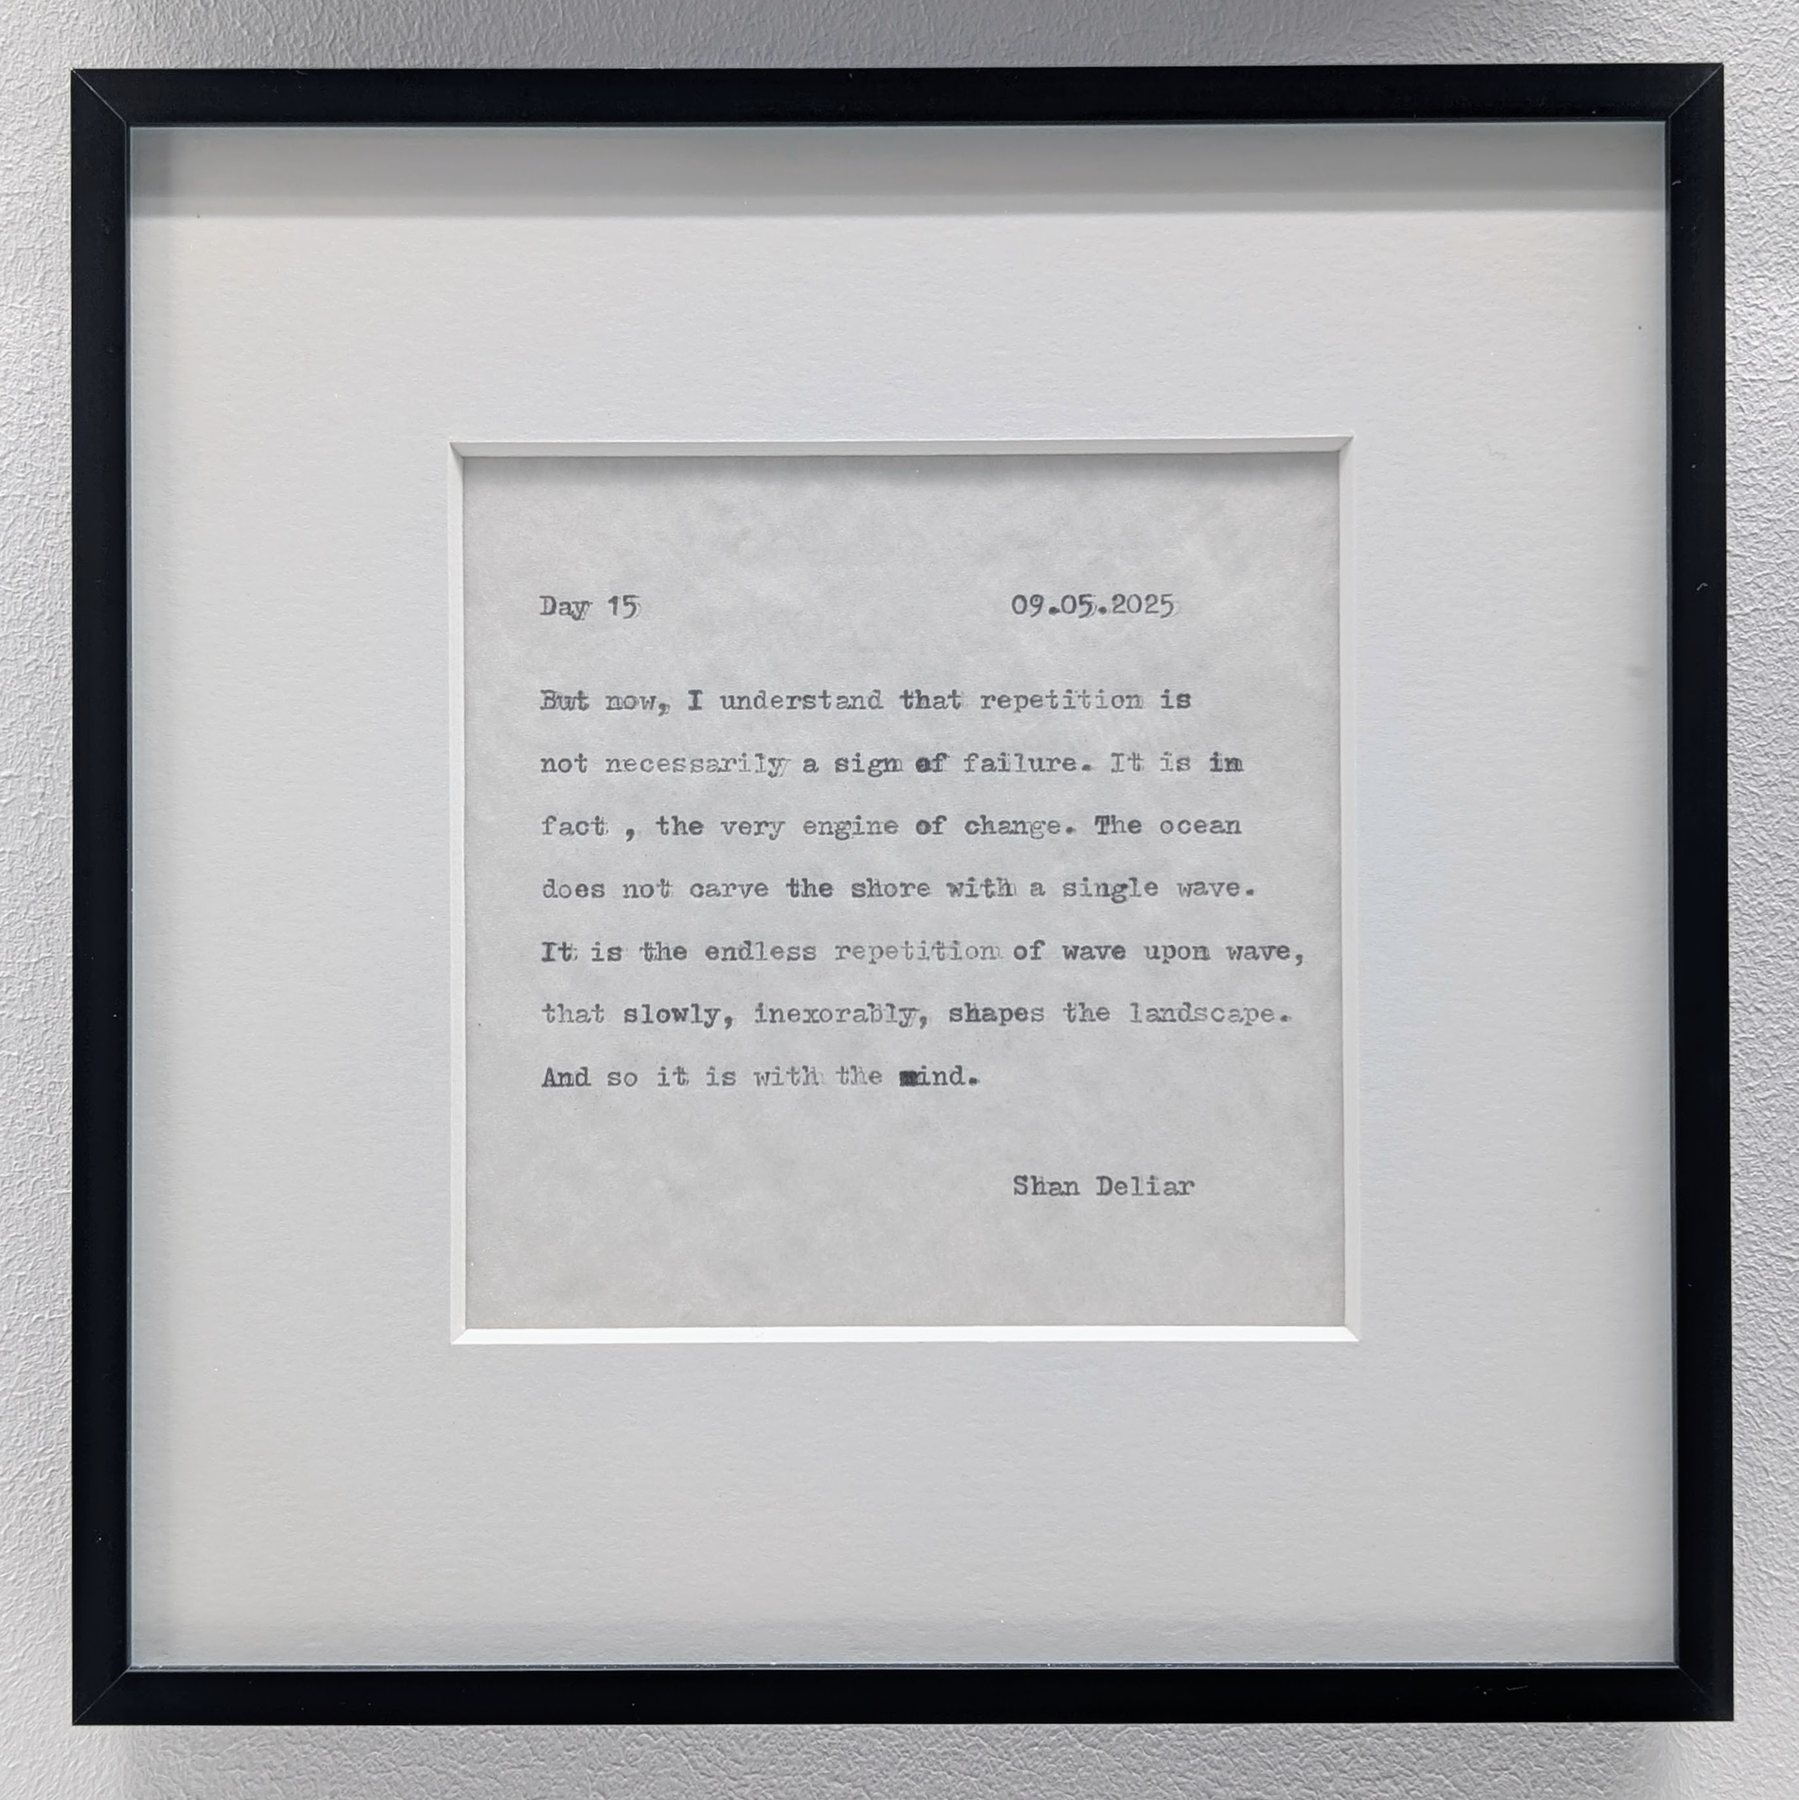 Day 15 09.05.2025
But now, I understand that repetition is
not necessarily a sign of failure. It is in
fact , the very engine of change. The ocean
does not carve the shore with a single wave.
It is the endless repetition of wave upon wave,
that slowly, inexorably, shapes the landscape.
And so it is with the mind.
Shan Deliar